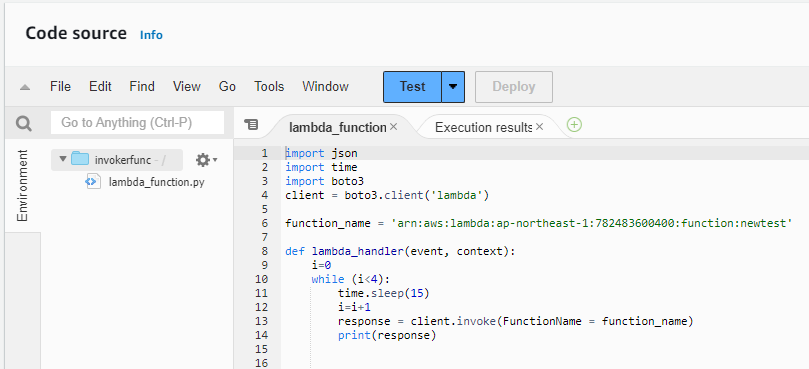 Code source Info
File Edit Find View Go Tools Window Test Deploy
Go to Anything (Ctrl-P)
lambda_function × Execution results ×
Environment
invokerfunc - /
lambda_function.py
1 import json
2 import time
3 import boto3
4 client = boto3.client('lambda')
5
6 function_name = 'arn:aws:lambda:ap-northeast-1:782483600400:function:newtest'
7
8 def lambda_handler(event, context):
9 i=0
10 while (i<4):
11 time.sleep(15)
12 i=i+1
13 response = client.invoke(FunctionName = function_name)
14 print(response)
15
16